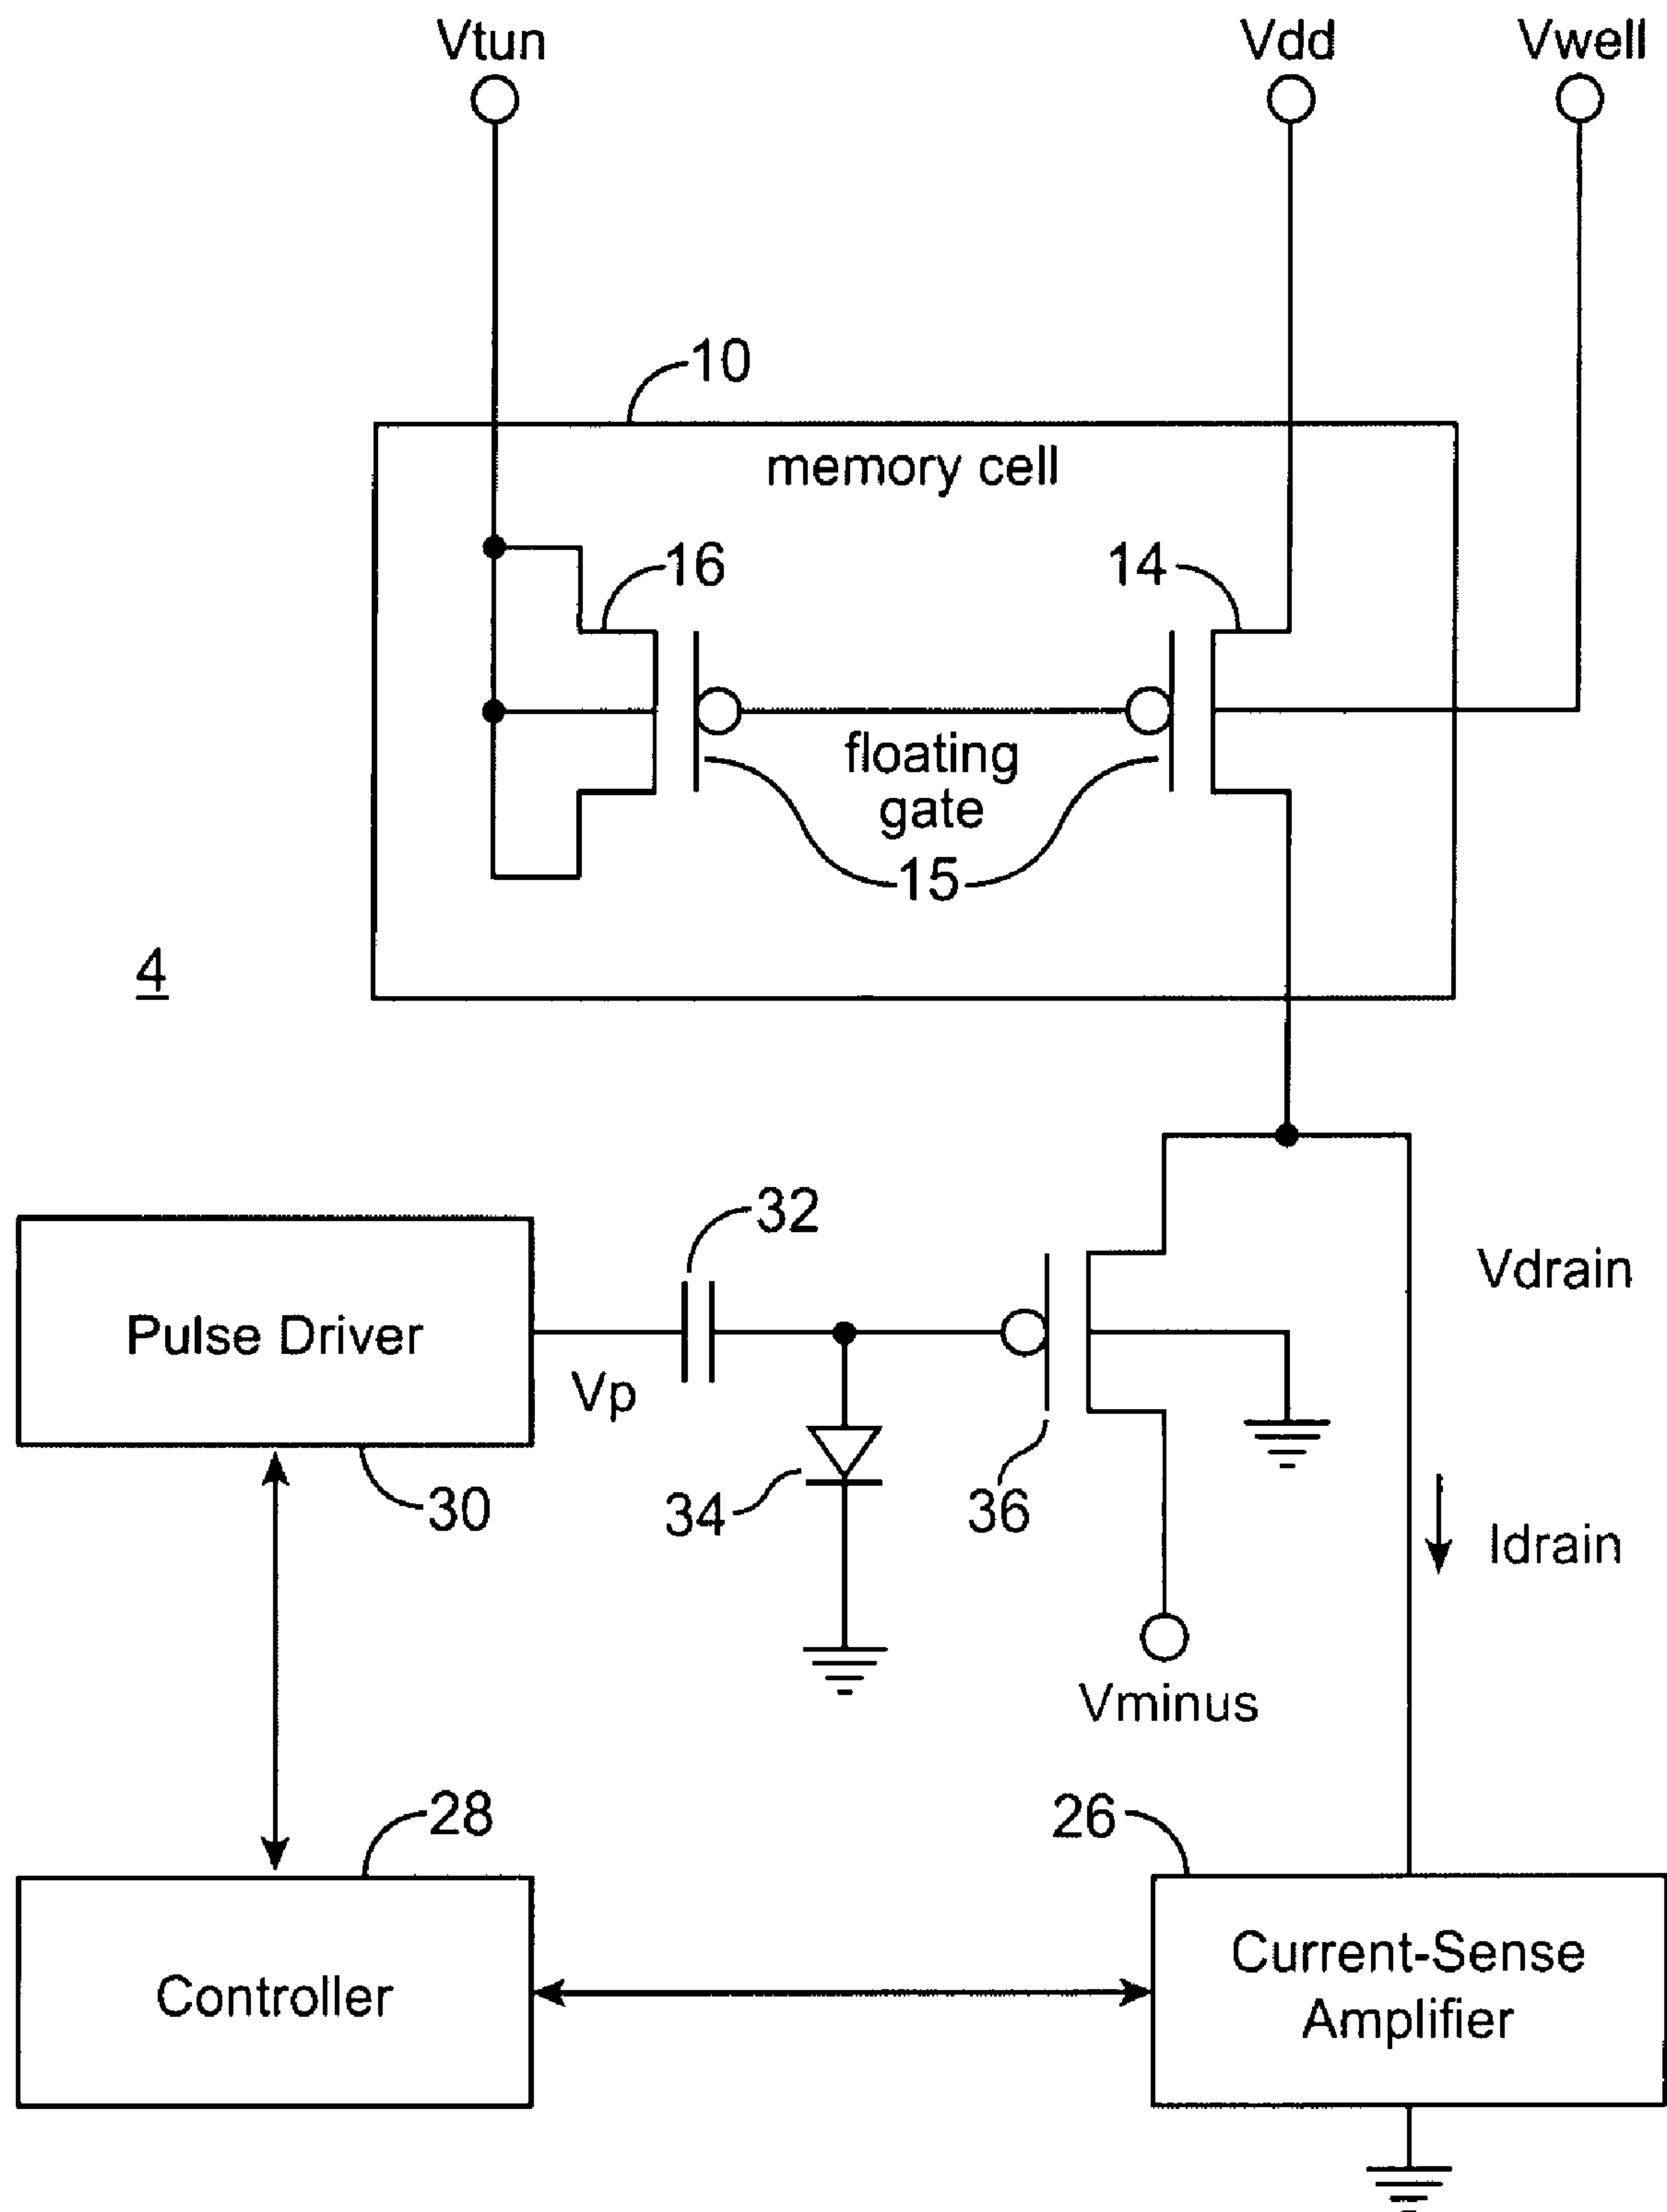 Vtun
Vdd
Vwell
10
memory cell
16
14
floating
gate
15
4
32
Vdrain
Pulse Driver
Vp
30
34
36
Idrain
Vminus
28
26
Controller
Current-Sense
Amplifier